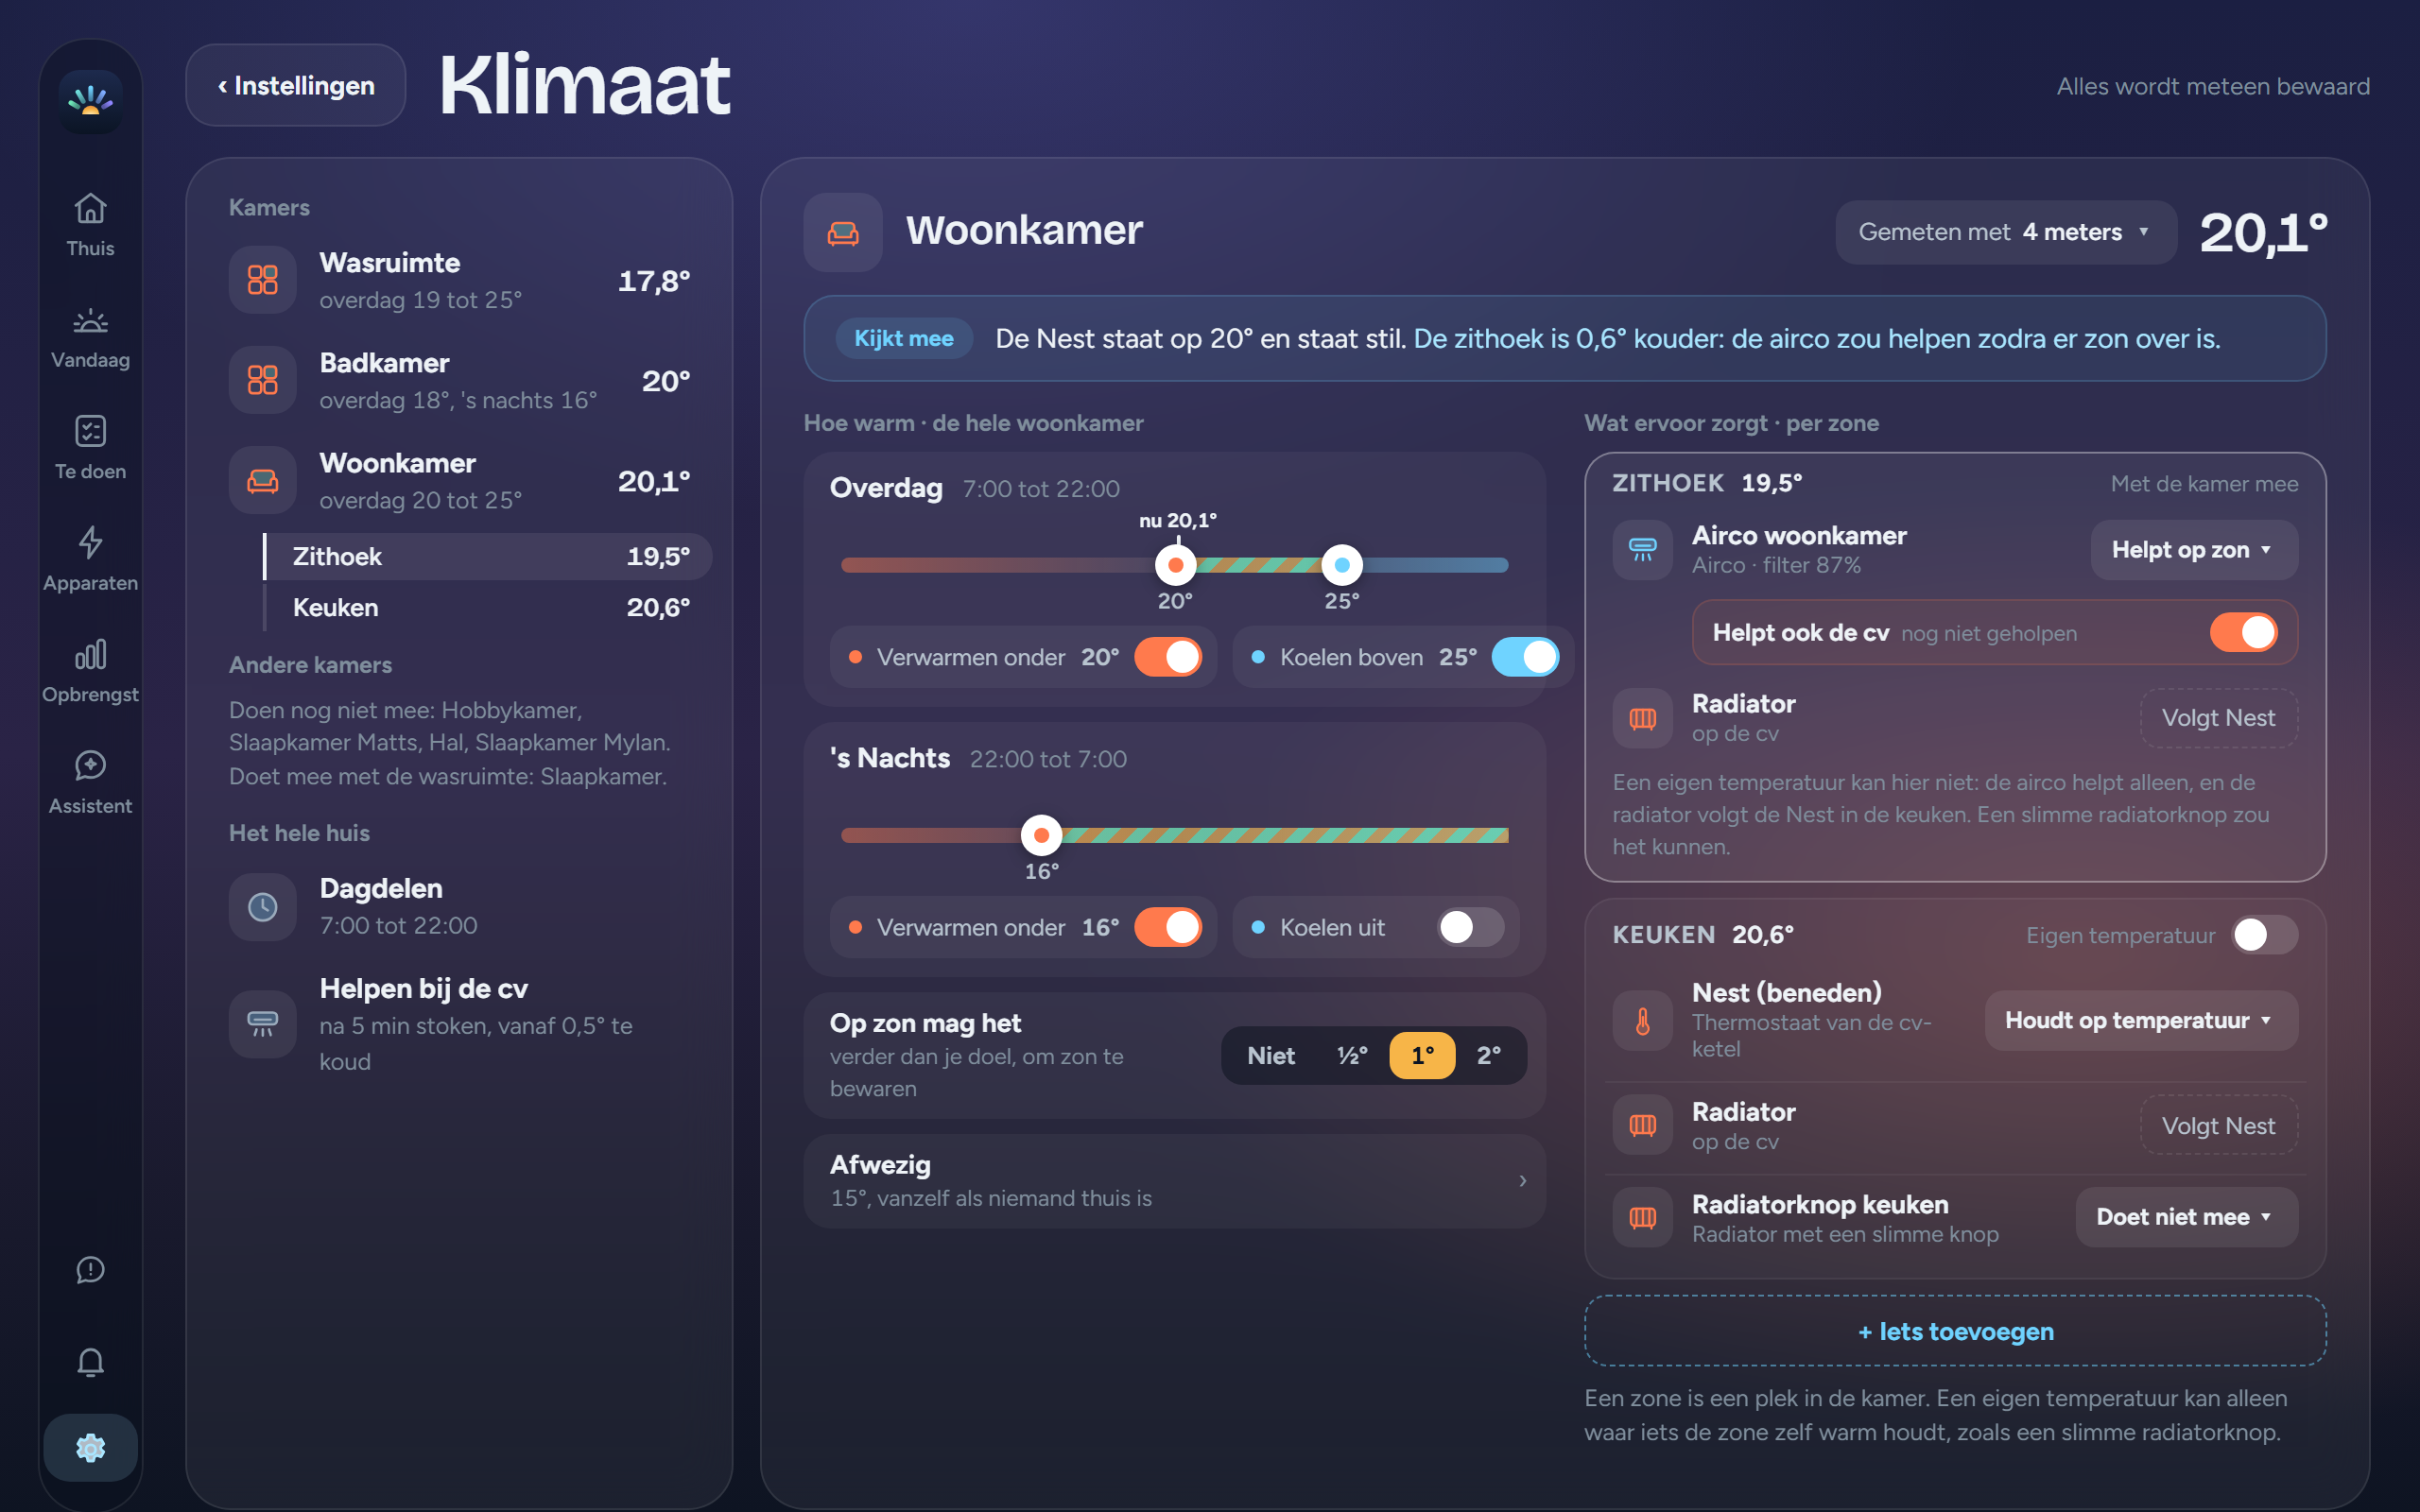 ‹ Instellingen
Klimaat
Alles wordt meteen bewaard
Thuis
Vandaag
Te doen
Apparaten
Opbrengst
Assistent
Kamers
Wasruimte
overdag 19 tot 25°
17,8°
Badkamer
overdag 18°, 's nachts 16°
20°
Woonkamer
overdag 20 tot 25°
20,1°
Zithoek
19,5°
Keuken
20,6°
Andere kamers
Doen nog niet mee: Hobbykamer,
Slaapkamer Matts, Hal, Slaapkamer Mylan.
Doet mee met de wasruimte: Slaapkamer.
Het hele huis
Dagdelen
7:00 tot 22:00
Helpen bij de cv
na 5 min stoken, vanaf 0,5° te
koud
Woonkamer
Gemeten met 4 meters ▾
20,1°
Kijkt mee
De Nest staat op 20° en staat stil. De zithoek is 0,6° kouder: de airco zou helpen zodra er zon over is.
Hoe warm · de hele woonkamer
Overdag 7:00 tot 22:00
nu 20,1°
20°
25°
Verwarmen onder 20°
Koelen boven 25°
's Nachts 22:00 tot 7:00
16°
Verwarmen onder 16°
Koelen uit
Op zon mag het
verder dan je doel, om zon te
bewaren
Niet
½°
1°
2°
Afwezig
15°, vanzelf als niemand thuis is
›
Wat ervoor zorgt · per zone
ZITHOEK 19,5°
Met de kamer mee
Airco woonkamer
Airco · filter 87%
Helpt op zon ▾
Helpt ook de cv nog niet geholpen
Radiator
op de cv
Volgt Nest
Een eigen temperatuur kan hier niet: de airco helpt alleen, en de
radiator volgt de Nest in de keuken. Een slimme radiatorknop zou
het kunnen.
KEUKEN 20,6°
Eigen temperatuur
Nest (beneden)
Thermostaat van de cv-
ketel
Houdt op temperatuur ▾
Radiator
op de cv
Volgt Nest
Radiatorknop keuken
Radiator met een slimme knop
Doet niet mee ▾
+ Iets toevoegen
Een zone is een plek in de kamer. Een eigen temperatuur kan alleen
waar iets de zone zelf warm houdt, zoals een slimme radiatorknop.